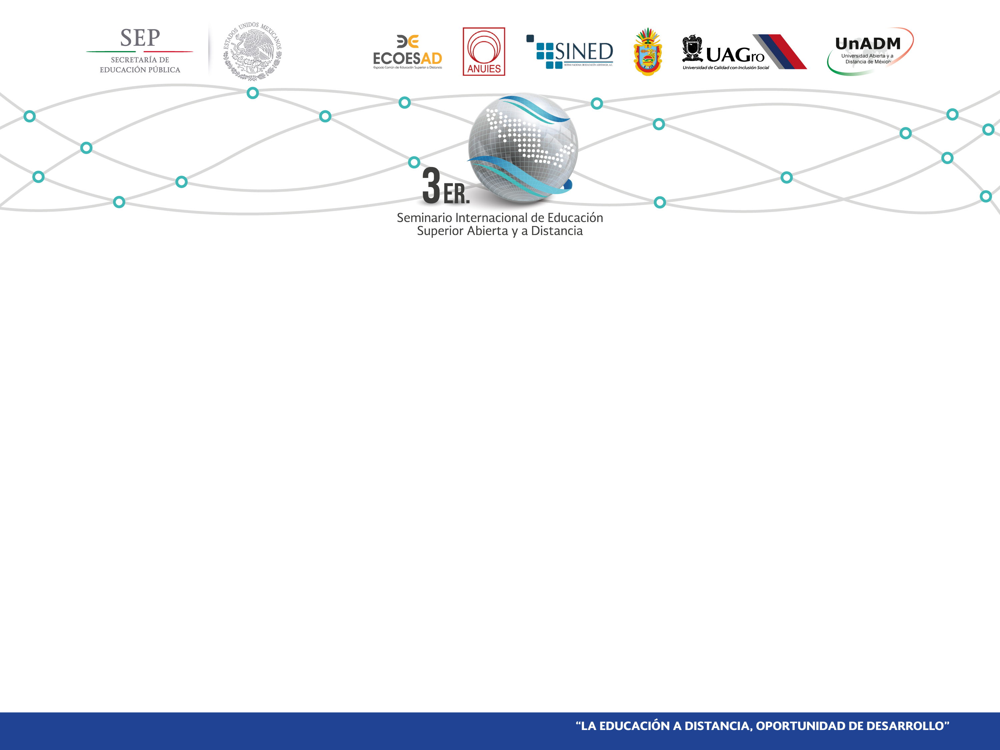 SEP
SECRETARÍA DE
EDUCACIÓN PÚBLICA
ESTADOS UNIDOS MEXICANOS
ECOESAD
Espacio Común de Educación Superior a Distancia
ANUIES
SINED
SISTEMA NACIONAL DE EDUCACIÓN A DISTANCIA, A.C.
UAGro
Universidad de Calidad con Inclusión Social
UnADM
Universidad Abierta y a
Distancia de México
3ER.
Seminario Internacional de Educación
Superior Abierta y a Distancia
“LA EDUCACIÓN A DISTANCIA, OPORTUNIDAD DE DESARROLLO”